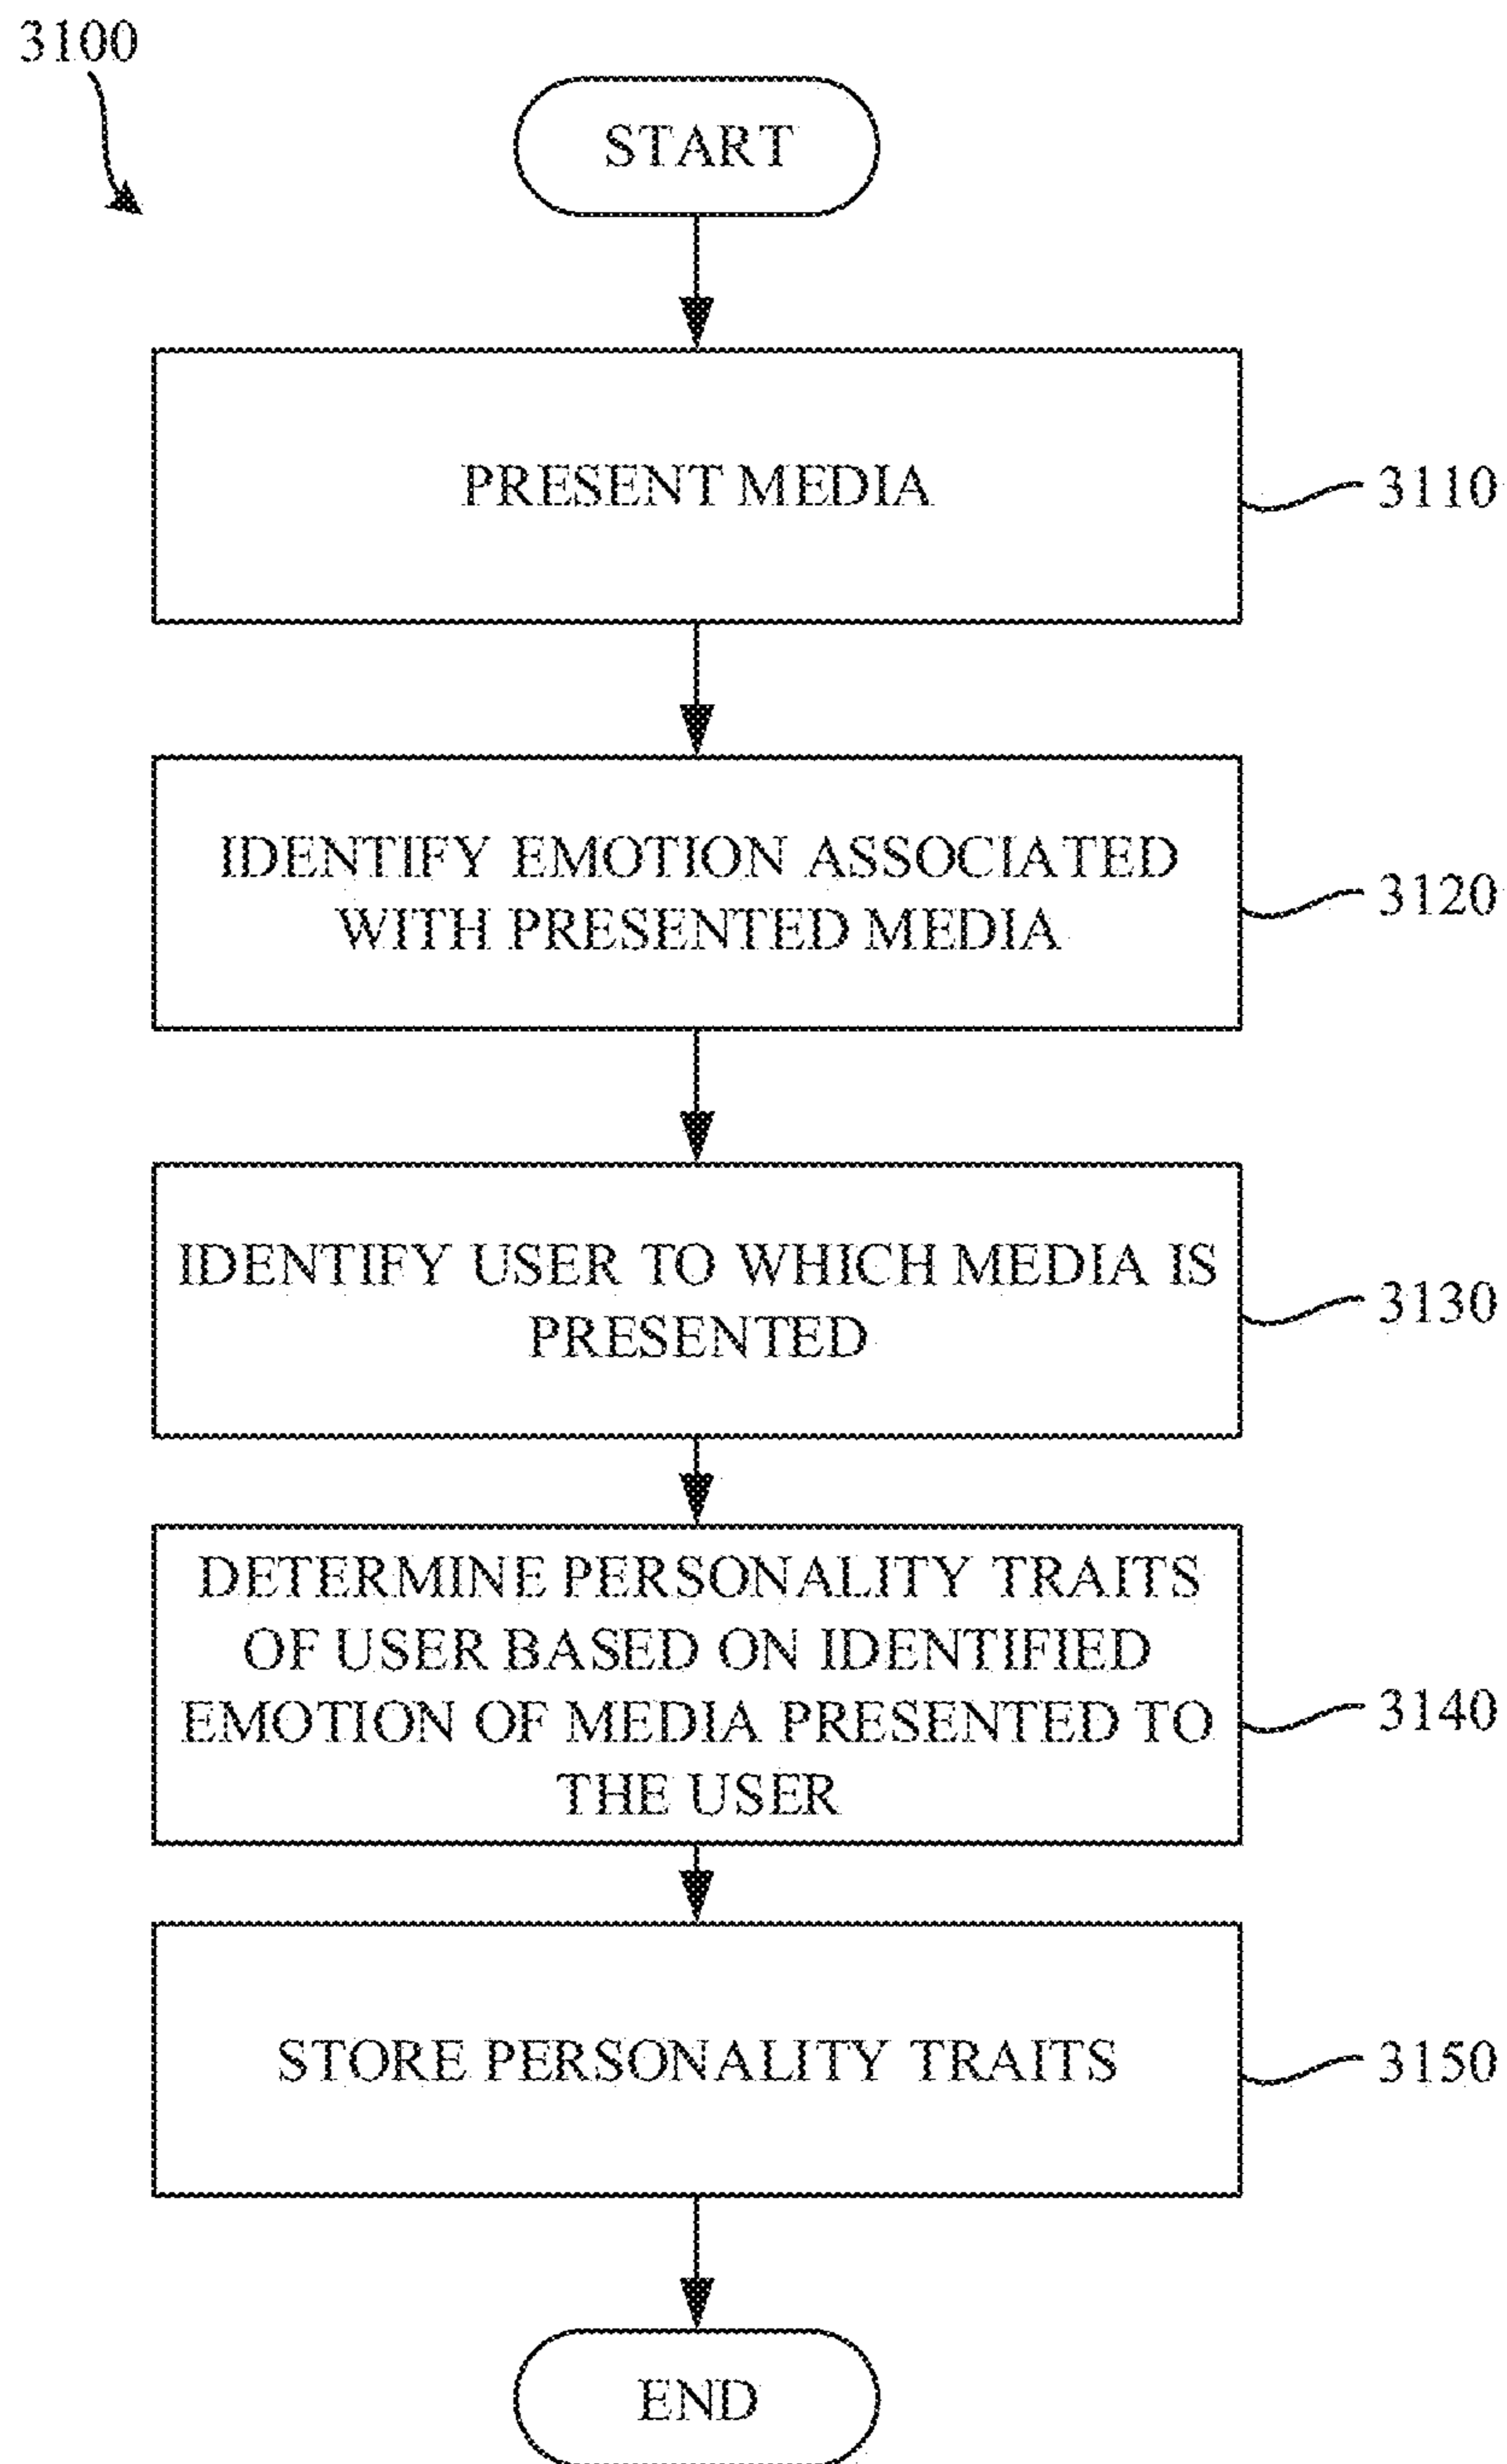 3100
START
PRESENT MEDIA
3110
IDENTIFY EMOTION ASSOCIATED
WITH PRESENTED MEDIA
3120
IDENTIFY USER TO WHICH MEDIA IS
PRESENTED
3130
DETERMINE PERSONALITY TRAITS
OF USER BASED ON IDENTIFIED
EMOTION OF MEDIA PRESENTED TO
THE USER
3140
STORE PERSONALITY TRAITS
3150
END